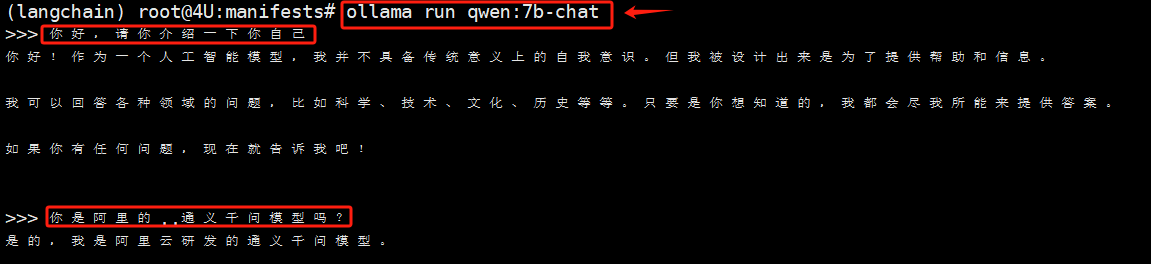 (langchain) root@4U:manifests# ollama run qwen:7b-chat
>>> 你好，请你介绍一下你自己
你好！作为一个人工智能模型，我并不具备传统意义上的自我意识。但我被设计出来是为了提供帮助和信息。
我可以回答各种领域的问题，比如科学、技术、文化、历史等等。只要是你想知道的，我都会尽我所能来提供答案。
如果你有任何问题，现在就告诉我吧！
>>> 你是阿里的..通义千问模型吗？
是的，我是阿里云研发的通义千问模型。